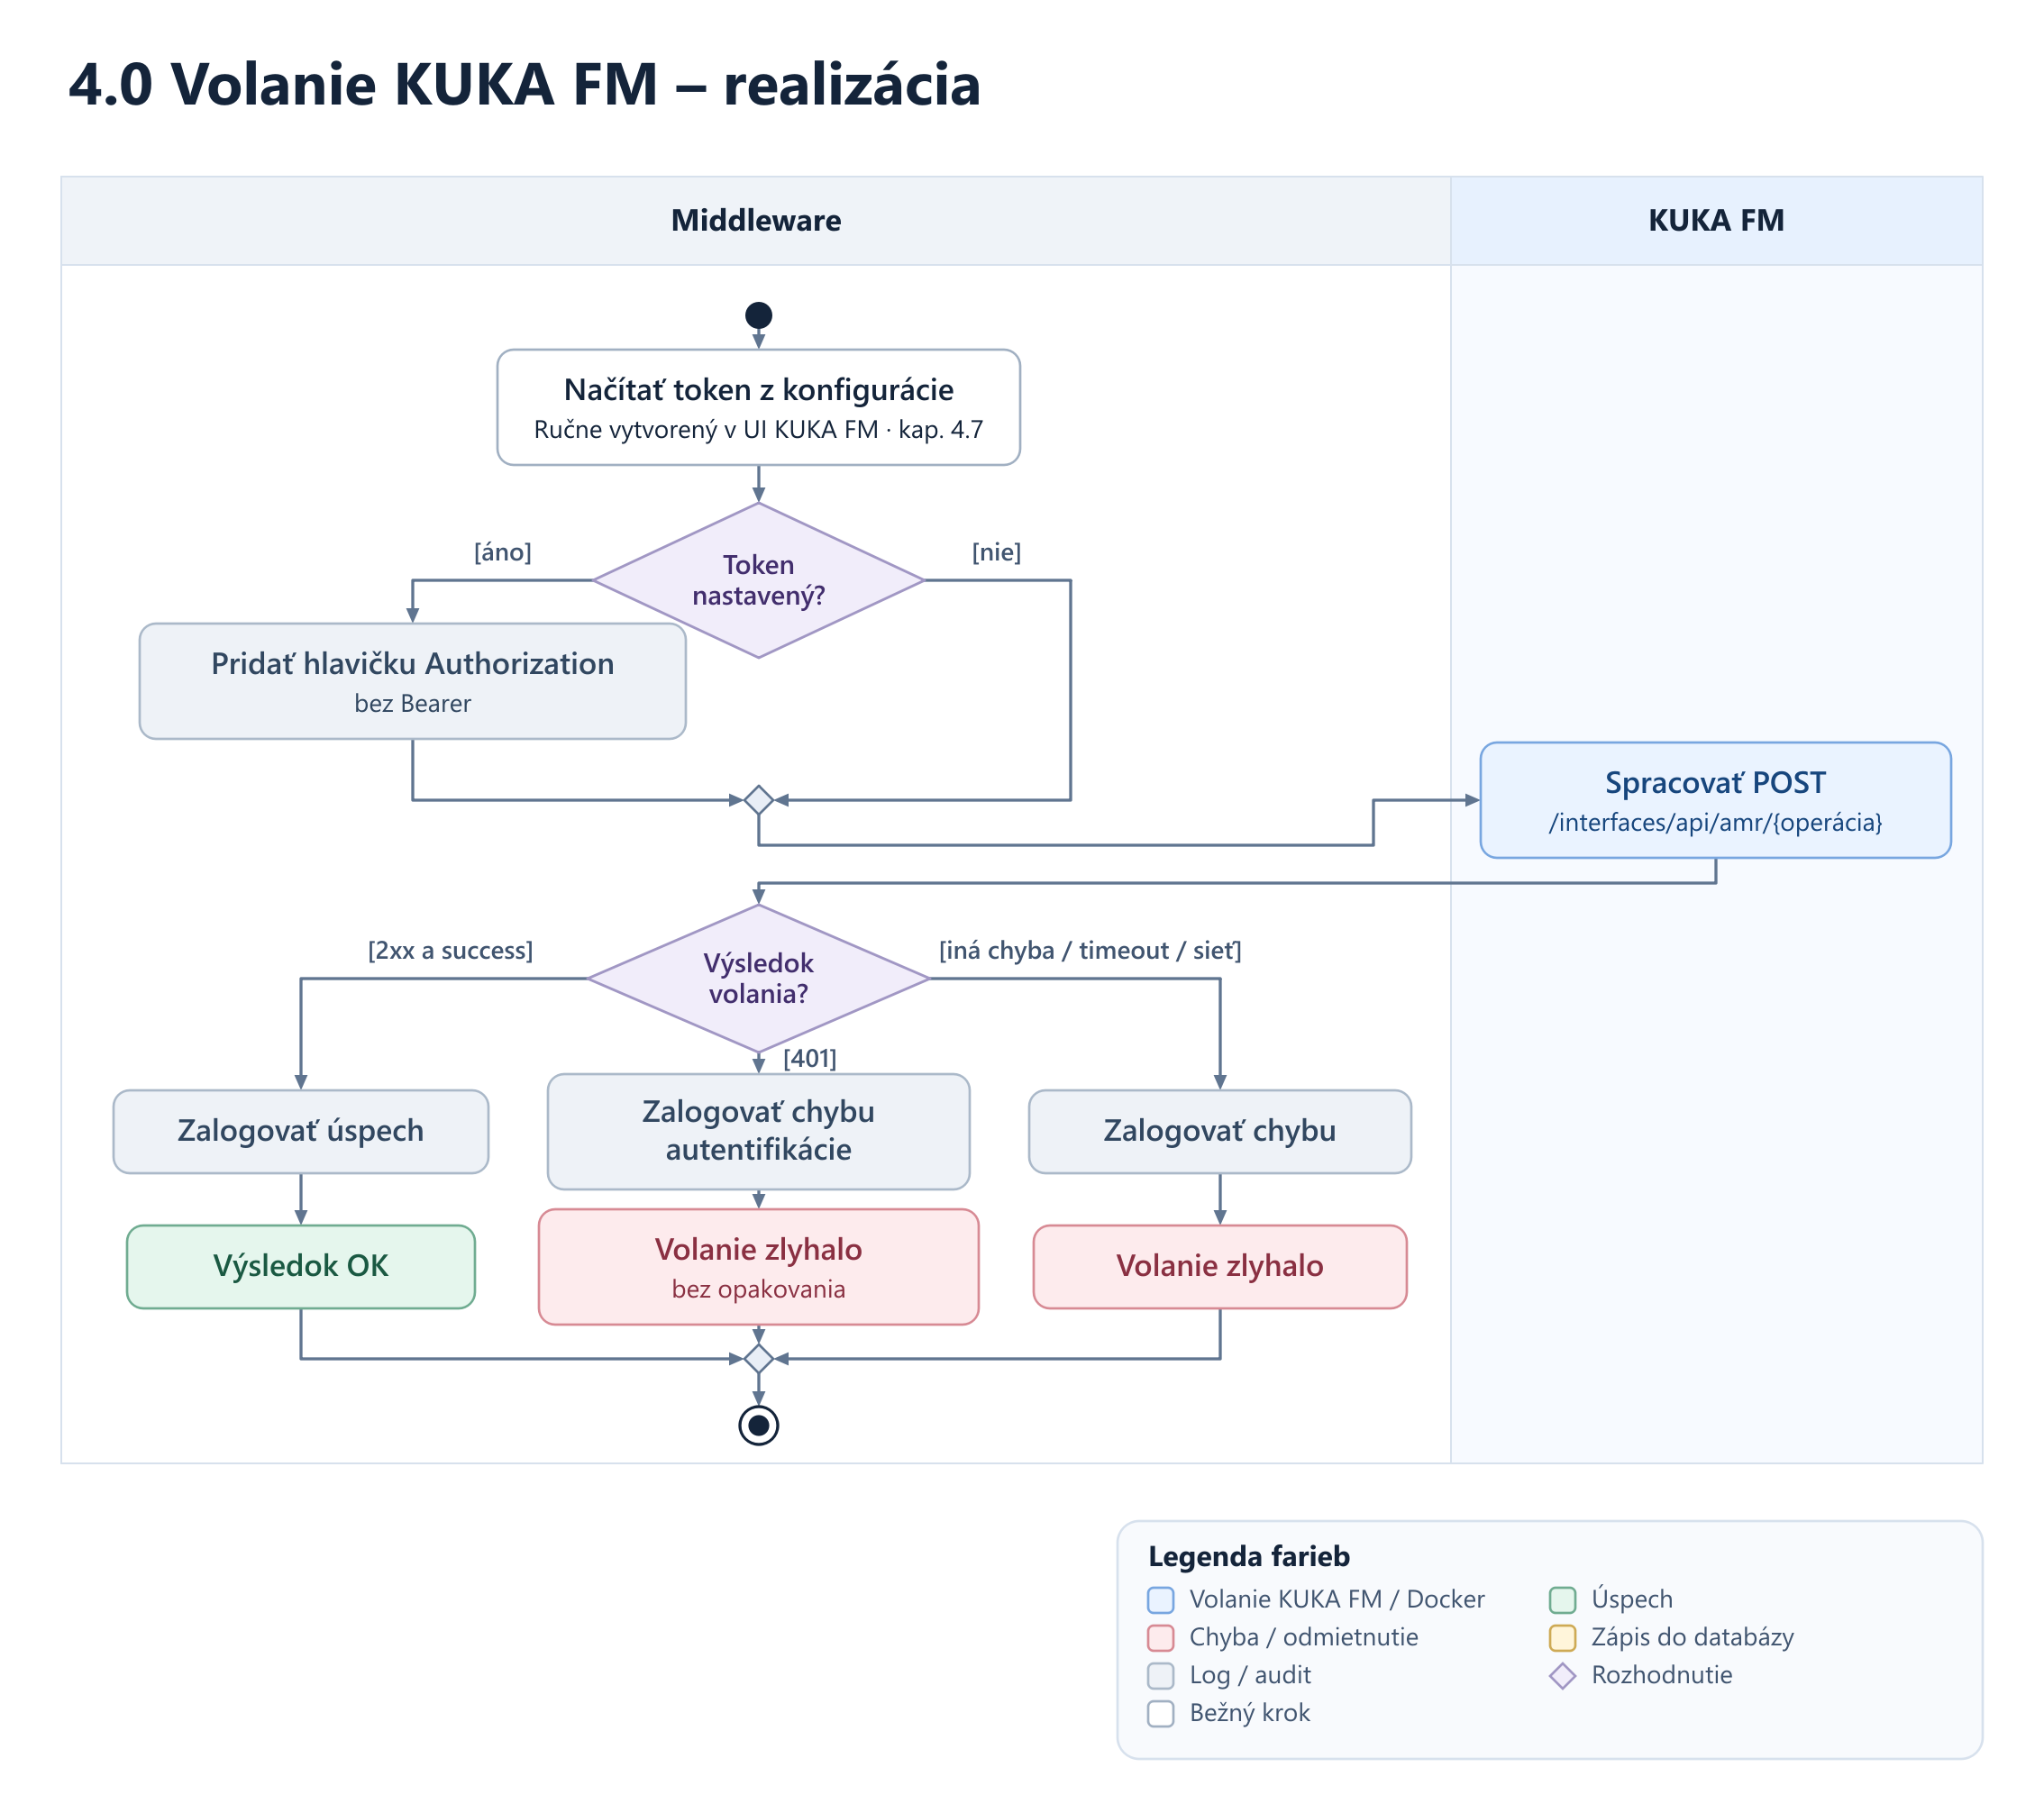 4.0 Volanie KUKA FM – realizácia
Middleware
KUKA FM
Načítať token z konfigurácie
Ručne vytvorený v UI KUKA FM · kap. 4.7
[áno]
Token
nastavený?
[nie]
Pridať hlavičku Authorization
bez Bearer
Spracovať POST
/interfaces/api/amr/{operácia}
[2xx a success]
Výsledok
volania?
[iná chyba / timeout / sieť]
[401]
Zalogovať úspech
Zalogovať chybu
autentifikácie
Zalogovať chybu
Výsledok OK
Volanie zlyhalo
bez opakovania
Volanie zlyhalo
Legenda farieb
Volanie KUKA FM / Docker
Úspech
Chyba / odmietnutie
Zápis do databázy
Log / audit
Rozhodnutie
Bežný krok